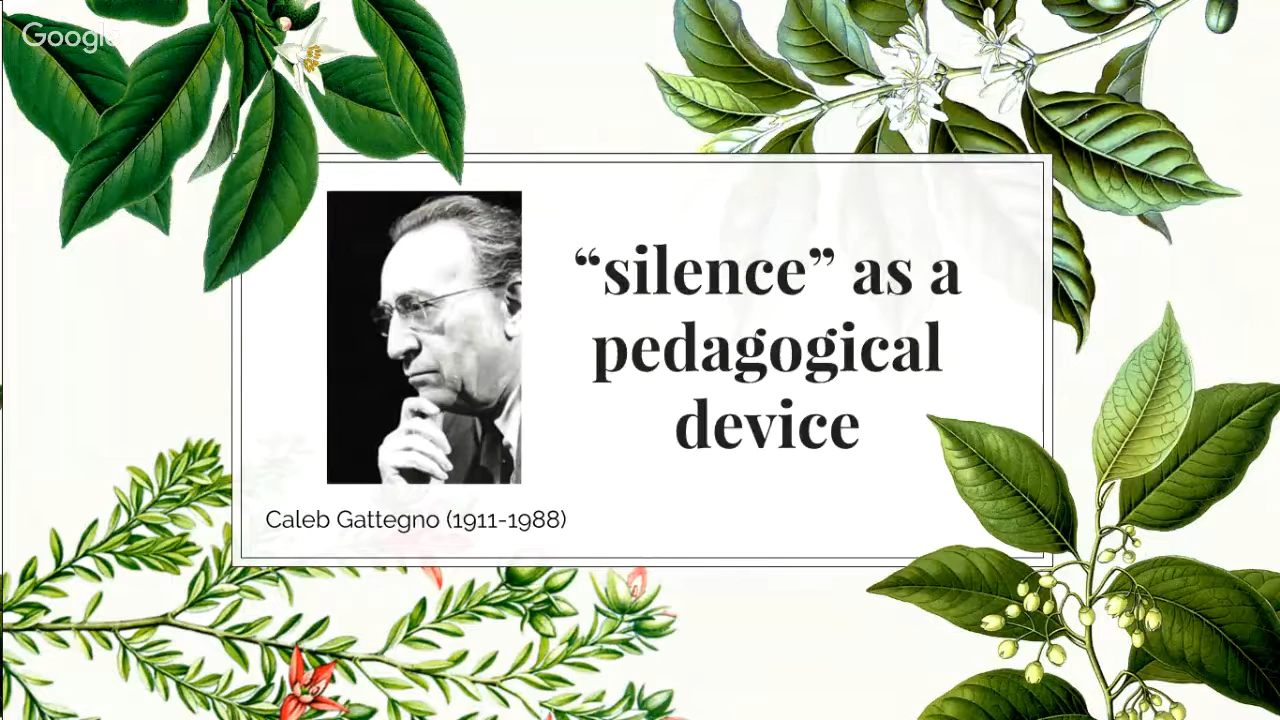 Google
“silence” as a
pedagogical
device
Caleb Gattegno (1911-1988)